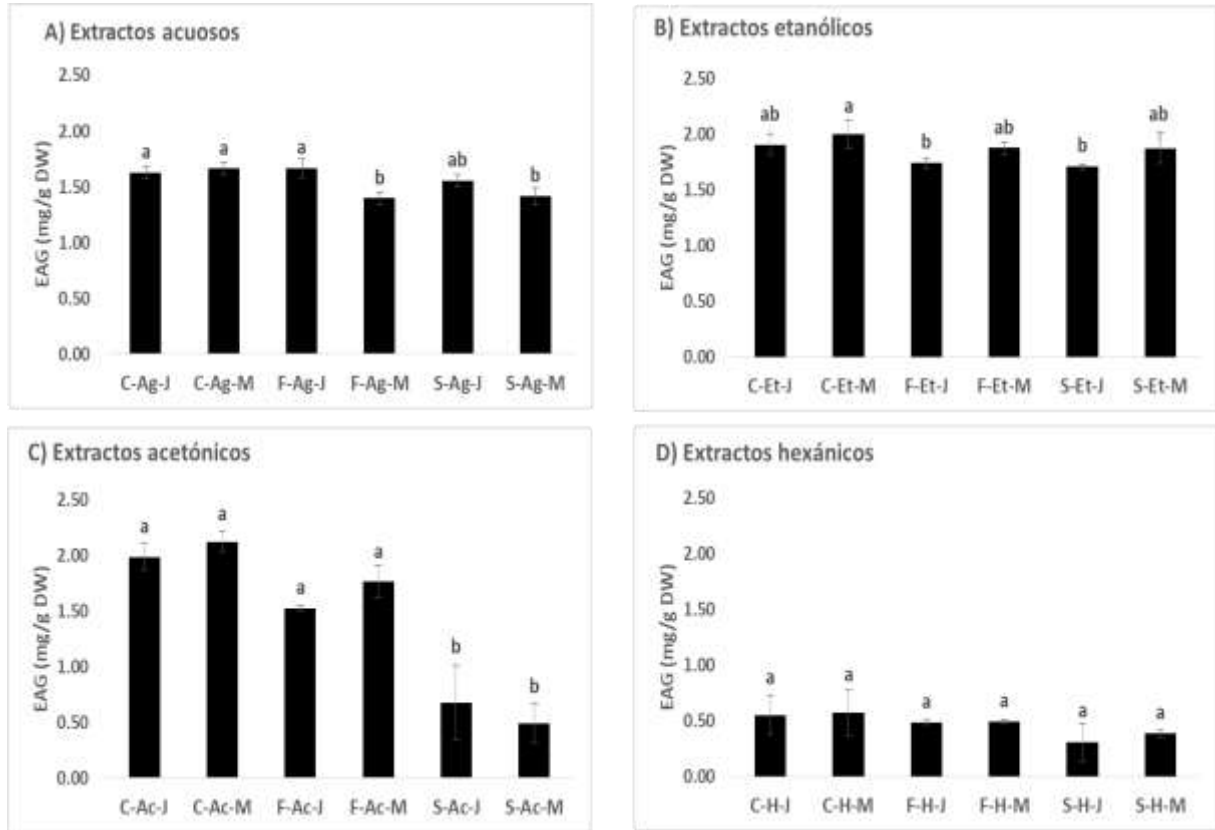 A) Extractos acuosos
EAG (mg/g DW)
2.50
2.00
1.50
1.00
0.50
0.00
a a a b ab b
C-Ag-J C-Ag-M F-Ag-J F-Ag-M S-Ag-J S-Ag-M
B) Extractos etanólicos
EAG (mg/g DW)
2.50
2.00
1.50
1.00
0.50
0.00
ab a b ab b ab
C-Et-J C-Et-M F-Et-J F-Et-M S-Et-J S-Et-M
C) Extractos acetónicos
EAG (mg/g DW)
2.50
2.00
1.50
1.00
0.50
0.00
a a a a b b
C-Ac-J C-Ac-M F-Ac-J F-Ac-M S-Ac-J S-Ac-M
D) Extractos hexánicos
EAG (mg/g DW)
2.50
2.00
1.50
1.00
0.50
0.00
a a a a a a
C-H-J C-H-M F-H-J F-H-M S-H-J S-H-M